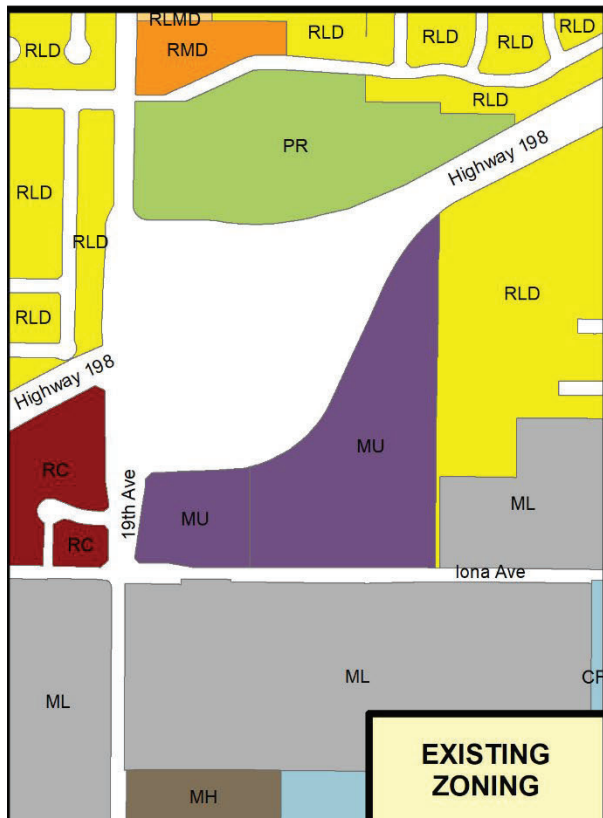 RLMD
RMD
RLD
RLD
RLD
RLD
RLD
RLD
PR
Highway 198
RLD
RLD
RLD
RLD
Highway 198
RC
MU
19th Ave
MU
ML
RC
Iona Ave
ML
ML
CF
MH
EXISTING
ZONING